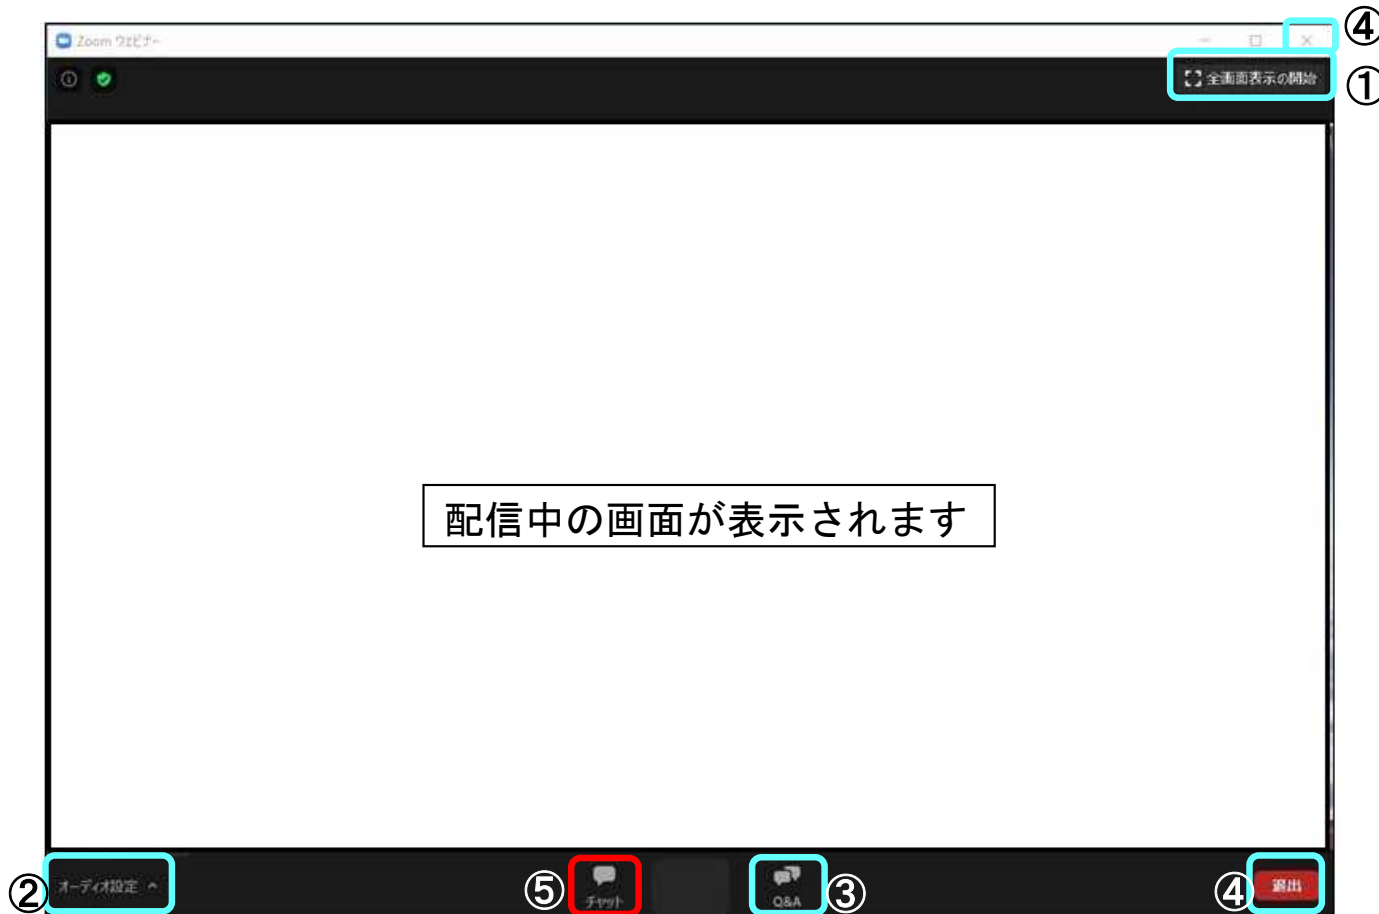 ④
Zoom ウェビナー
全画面表示の開始
①
配信中の画面が表示されます
② オーディオ設定
⑤ チャット
Q&A ③
④ 退出